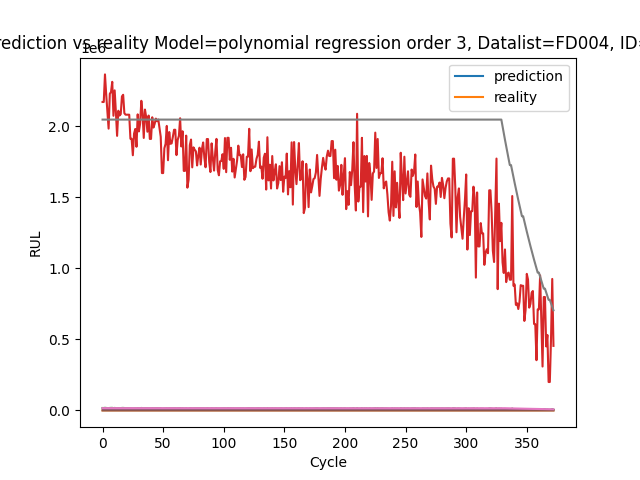 rediction vs reality Model=polynomial regression order 3, Datalist=FD004, ID=
1e6
prediction
reality
2.0
1.5
1.0
0.5
0.0
RUL
0 50 100 150 200 250 300 350
Cycle